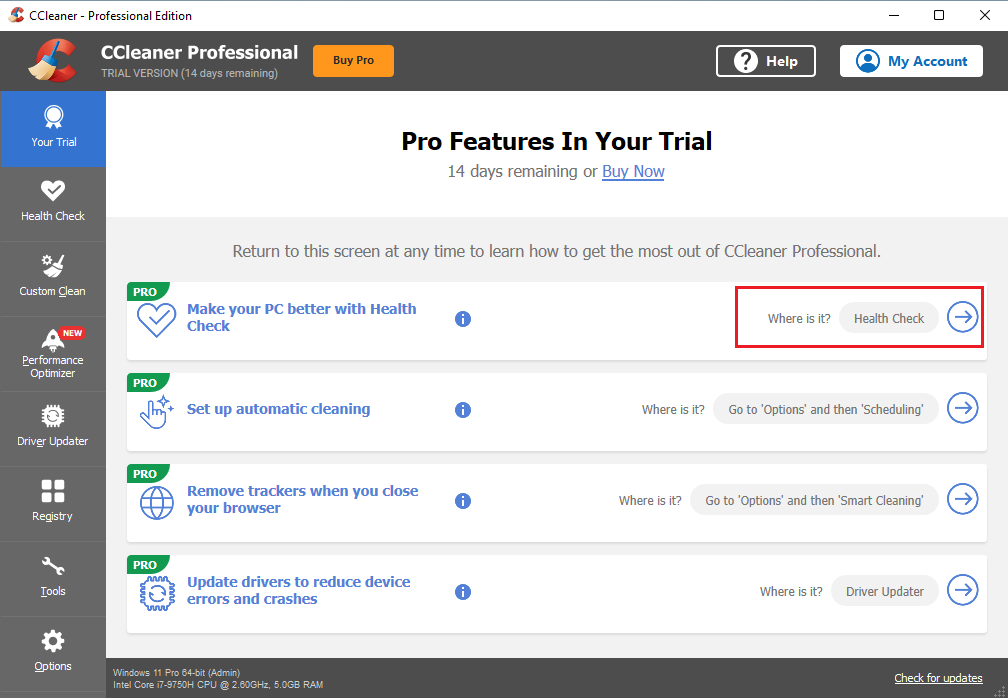 CCleaner - Professional Edition
CCleaner Professional
TRIAL VERSION (14 days remaining)
Buy Pro
Help
My Account
Your Trial
Health Check
Custom Clean
NEW
Performance
Optimizer
Driver Updater
Registry
Tools
Options
Pro Features In Your Trial
14 days remaining or Buy Now
Return to this screen at any time to learn how to get the most out of CCleaner Professional.
PRO
Make your PC better with Health
Check
Where is it? Health Check
PRO
Set up automatic cleaning
Where is it? Go to 'Options' and then 'Scheduling'
PRO
Remove trackers when you close
your browser
Where is it? Go to 'Options' and then 'Smart Cleaning'
PRO
Update drivers to reduce device
errors and crashes
Where is it? Driver Updater
Windows 11 Pro 64-bit (Admin)
Intel Core i7-9750H CPU @ 2.60GHz, 5.0GB RAM
Check for updates